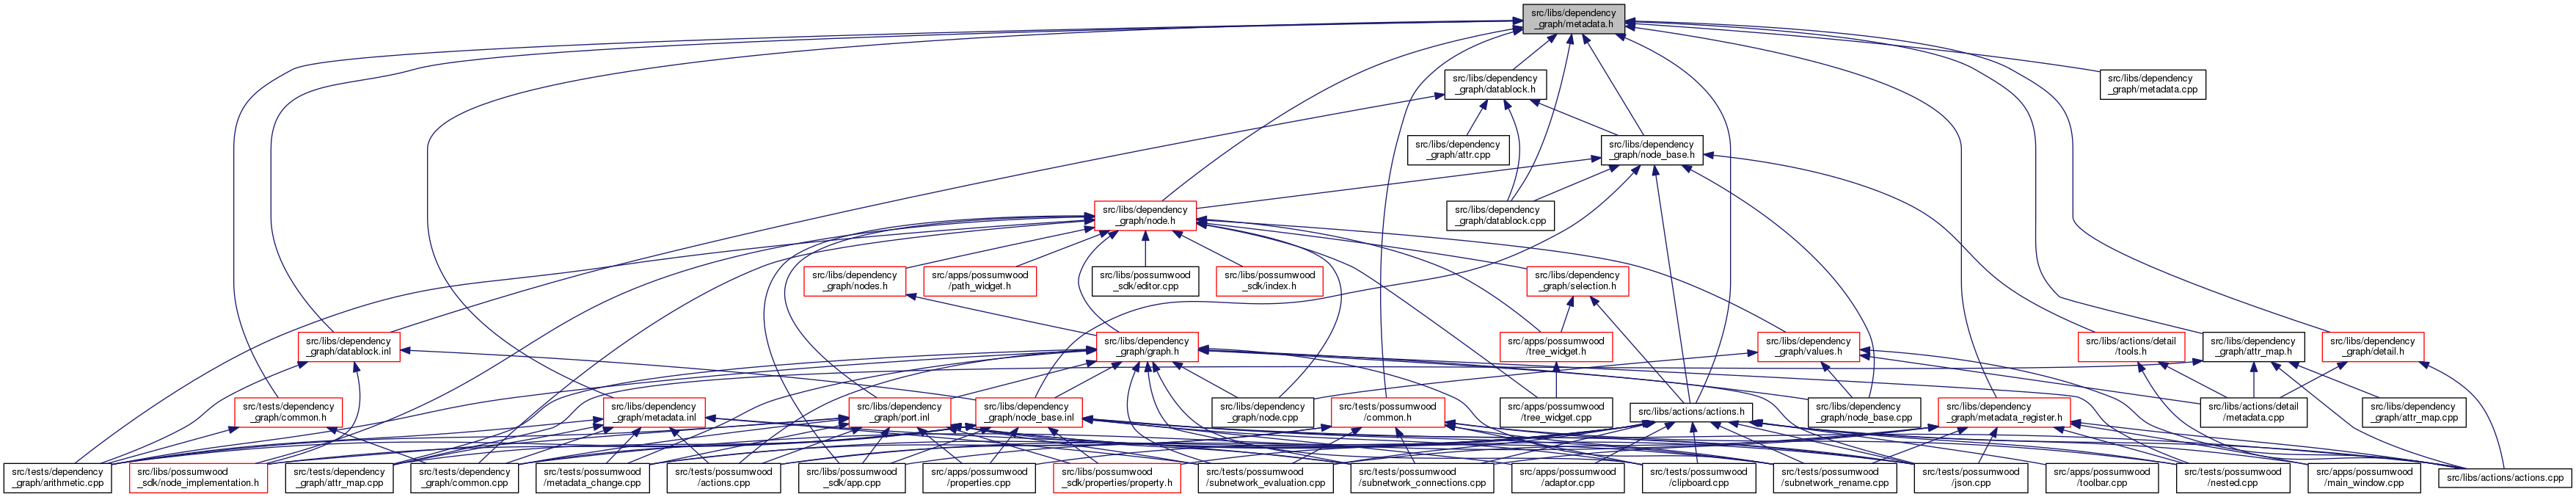 src/libs/dependency
_graph/metadata.h
src/libs/dependency
_graph/datablock.h
src/libs/dependency
_graph/metadata.cpp
src/libs/dependency
_graph/attr.cpp
src/libs/dependency
_graph/node_base.h
src/libs/dependency
_graph/node.h
src/libs/dependency
_graph/datablock.cpp
src/libs/dependency
_graph/nodes.h
src/apps/possumwood
/path_widget.h
src/libs/possumwood
_sdk/editor.cpp
src/libs/possumwood
_sdk/index.h
src/libs/dependency
_graph/selection.h
src/libs/dependency
_graph/datablock.inl
src/libs/dependency
_graph/graph.h
src/apps/possumwood
/tree_widget.h
src/libs/dependency
_graph/values.h
src/libs/actions/detail
/tools.h
src/libs/dependency
_graph/attr_map.h
src/libs/dependency
_graph/detail.h
src/tests/dependency
_graph/common.h
src/libs/dependency
_graph/metadata.inl
src/libs/dependency
_graph/port.inl
src/libs/dependency
_graph/node_base.inl
src/libs/dependency
_graph/node.cpp
src/tests/possumwood
/common.h
src/apps/possumwood
/tree_widget.cpp
src/libs/actions/actions.h
src/libs/dependency
_graph/node_base.cpp
src/libs/dependency
_graph/metadata_register.h
src/libs/actions/detail
/metadata.cpp
src/libs/dependency
_graph/attr_map.cpp
src/tests/dependency
_graph/arithmetic.cpp
src/libs/possumwood
_sdk/node_implementation.h
src/tests/dependency
_graph/attr_map.cpp
src/tests/dependency
_graph/common.cpp
src/tests/possumwood
/metadata_change.cpp
src/tests/possumwood
/actions.cpp
src/libs/possumwood
_sdk/app.cpp
src/apps/possumwood
/properties.cpp
src/libs/possumwood
_sdk/properties/property.h
src/tests/possumwood
/subnetwork_evaluation.cpp
src/tests/possumwood
/subnetwork_connections.cpp
src/apps/possumwood
/adaptor.cpp
src/tests/possumwood
/clipboard.cpp
src/tests/possumwood
/subnetwork_rename.cpp
src/tests/possumwood
/json.cpp
src/apps/possumwood
/toolbar.cpp
src/tests/possumwood
/nested.cpp
src/apps/possumwood
/main_window.cpp
src/libs/actions/actions.cpp